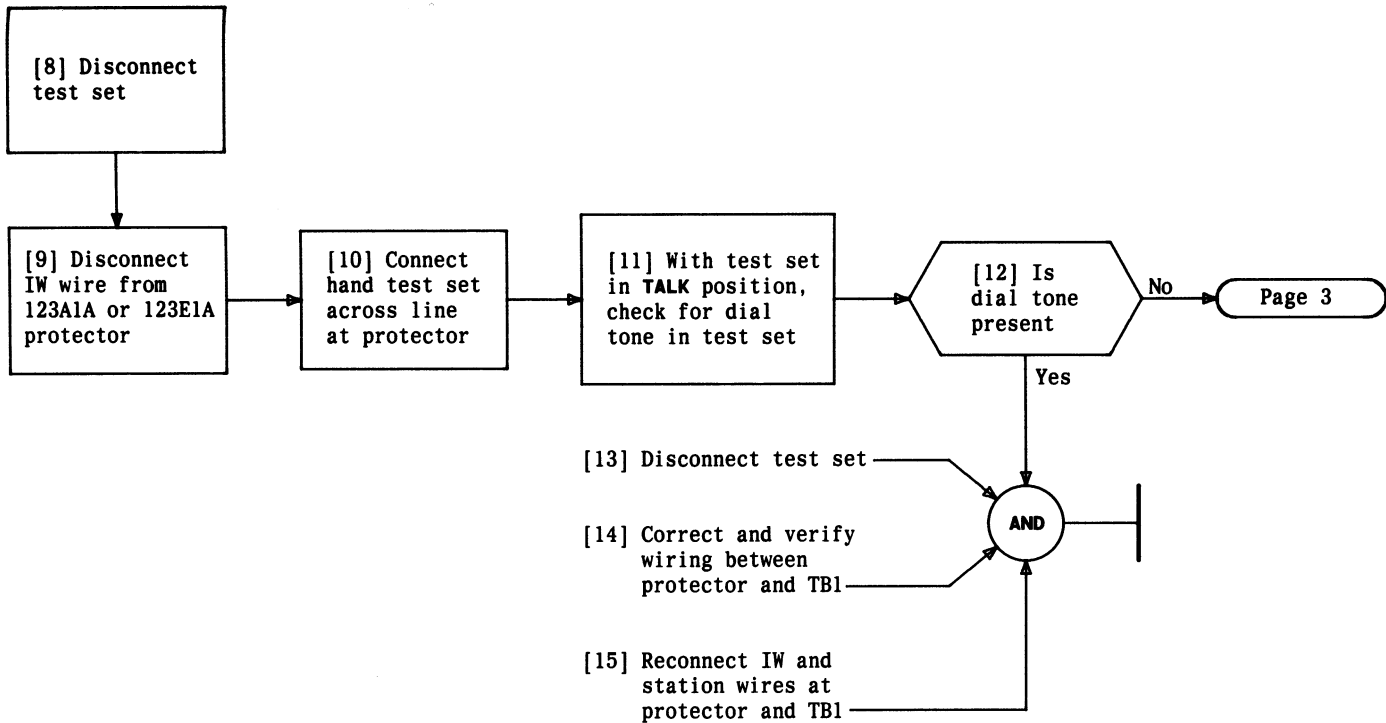 [8] Disconnect
test set
[9] Disconnect
IW wire from
123A1A or 123E1A
protector
[10] Connect
hand test set
across line
at protector
[11] With test set
in TALK position,
check for dial
tone in test set
[12] Is
dial tone
present
No
Page 3
Yes
[13] Disconnect test set
AND
[14] Correct and verify
wiring between
protector and TB1
[15] Reconnect IW and
station wires at
protector and TB1